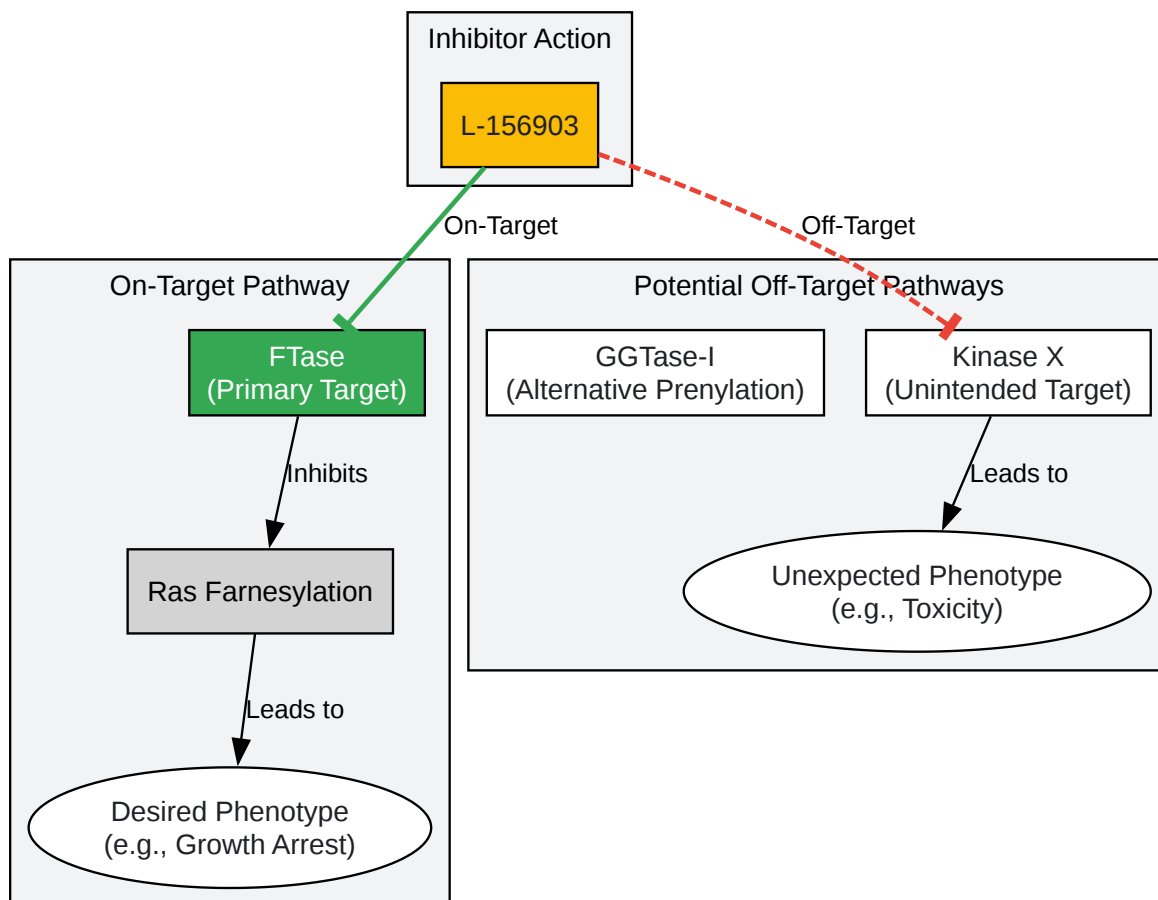 Inhibitor Action
L-156903
On-Target
Off-Target
On-Target Pathway
FTase
(Primary Target)
Inhibits
Ras Farnesylation
Leads to
Desired Phenotype
(e.g., Growth Arrest)
Potential Off-Target Pathways
GGTase-I
(Alternative Prenylation)
Kinase X
(Unintended Target)
Leads to
Unexpected Phenotype
(e.g., Toxicity)